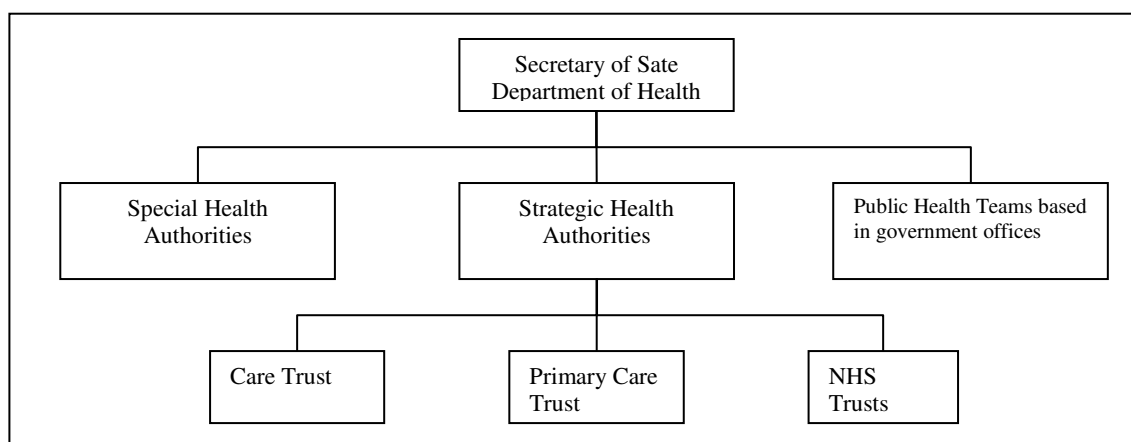 Secretary of Sate
Department of Health
Special Health
Authorities
Strategic Health
Authorities
Public Health Teams based
in government offices
Care Trust
Primary Care
Trust
NHS
Trusts